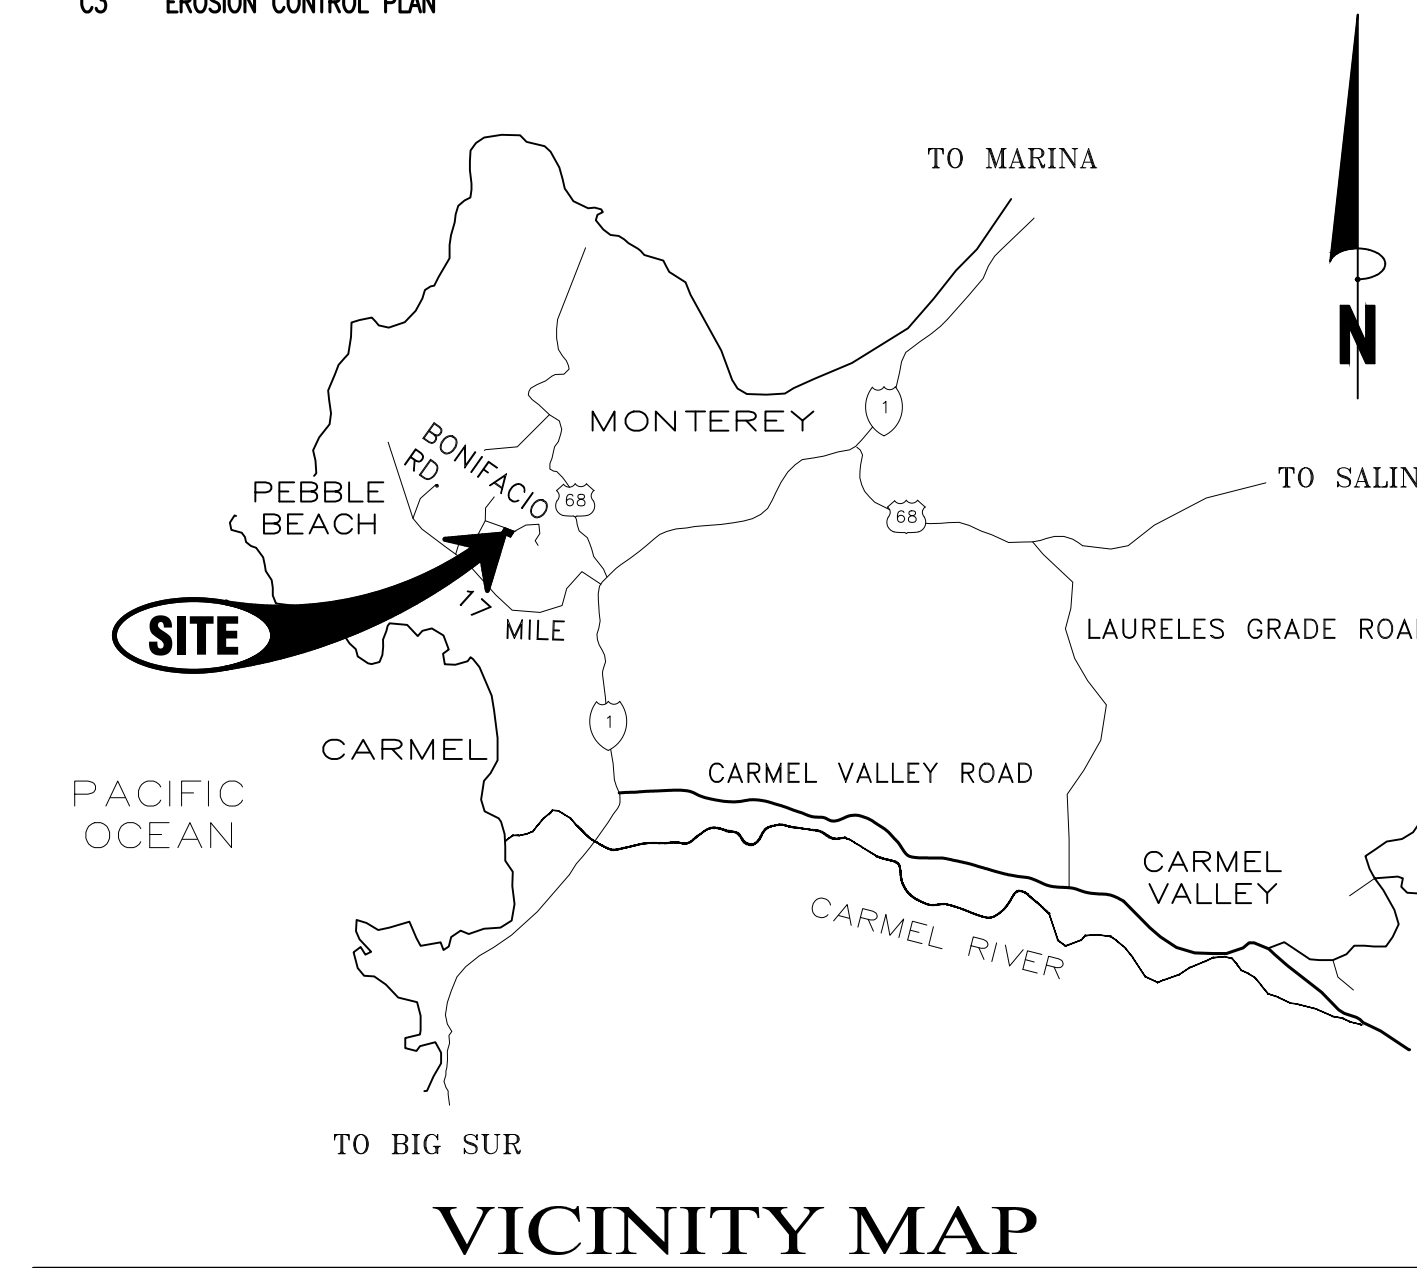 C3 EROSION CONTROL PLAN
TO MARINA
N
1
MONTEREY
BONIFACIO
RD
TO SALIN
PEBBLE
BEACH
68
68
17
MILE
SITE
LAURELES GRADE ROA
1
CARMEL
CARMEL VALLEY ROAD
PACIFIC
OCEAN
CARMEL
VALLEY
CARMEL RIVER
TO BIG SUR
VICINITY MAP